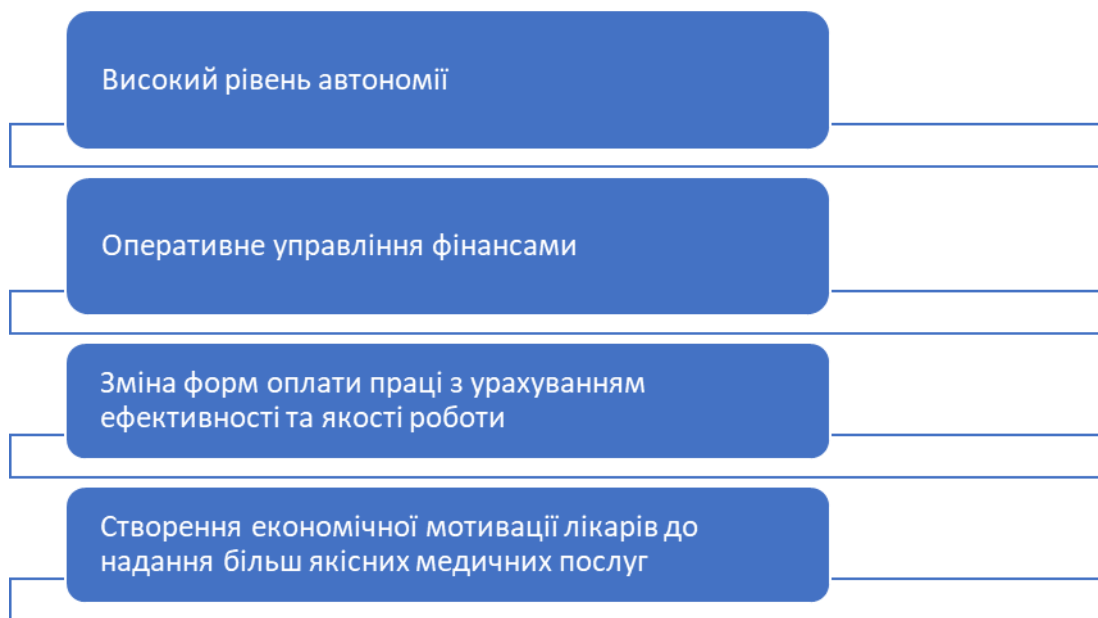 Високий рівень автономії
Оперативне управління фінансами
Зміна форм оплати праці з урахуванням
ефективності та якості роботи
Створення економічної мотивації лікарів до
надання більш якісних медичних послуг